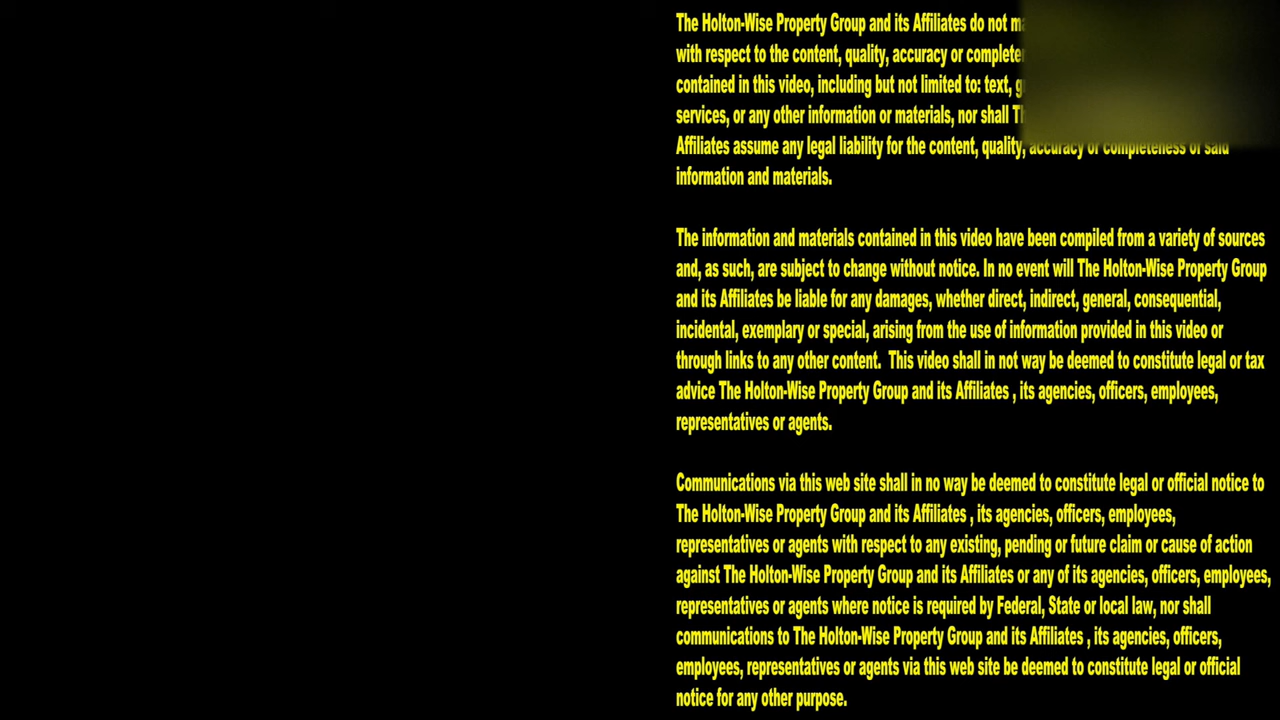 The Holton-Wise Property Group and its Affiliates do not
with respect to the content, quality, accuracy or
contained in this video, including but not limited to: text,
services, or any other information or materials, nor shall
Affiliates assume any legal liability for the content, quality, accuracy or completeness of said
information and materials.
The information and materials contained in this video have been compiled from a variety of sources
and, as such, are subject to change without notice. In no event will The Holton-Wise Property Group
and its Affiliates be liable for any damages, whether direct, indirect, general, consequential,
incidental, exemplary or special, arising from the use of information provided in this video or
through links to any other content. This video shall in not way be deemed to constitute legal or tax
advice The Holton-Wise Property Group and its Affiliates , its agencies, officers, employees,
representatives or agents.
Communications via this web site shall in no way be deemed to constitute legal or official notice to
The Holton-Wise Property Group and its Affiliates , its agencies, officers, employees,
representatives or agents with respect to any existing, pending or future claim or cause of action
against The Holton-Wise Property Group and its Affiliates or any of its agencies, officers, employees,
representatives or agents where notice is required by Federal, State or local law, nor shall
communications to The Holton-Wise Property Group and its Affiliates , its agencies, officers,
employees, representatives or agents via this web site be deemed to constitute legal or official
notice for any other purpose.